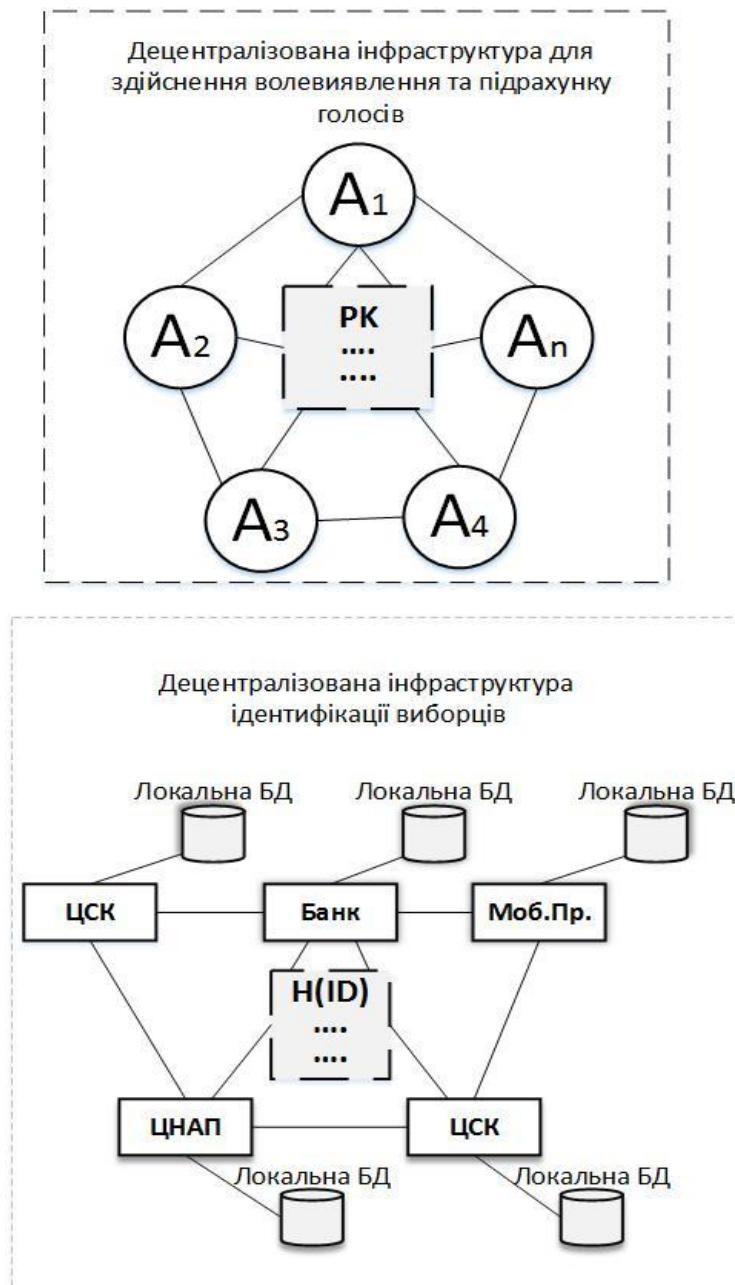 Децентралізована інфраструктура для
здійснення волевиявлення та підрахунку
голосів
A1
A2
PK
....
....
An
A3
A4
Децентралізована інфраструктура
ідентифікації виборців
Локальна БД
Локальна БД
Локальна БД
ЦСК
Банк
Моб.Пр.
H(ID)
....
....
ЦНАП
ЦСК
Локальна БД
Локальна БД